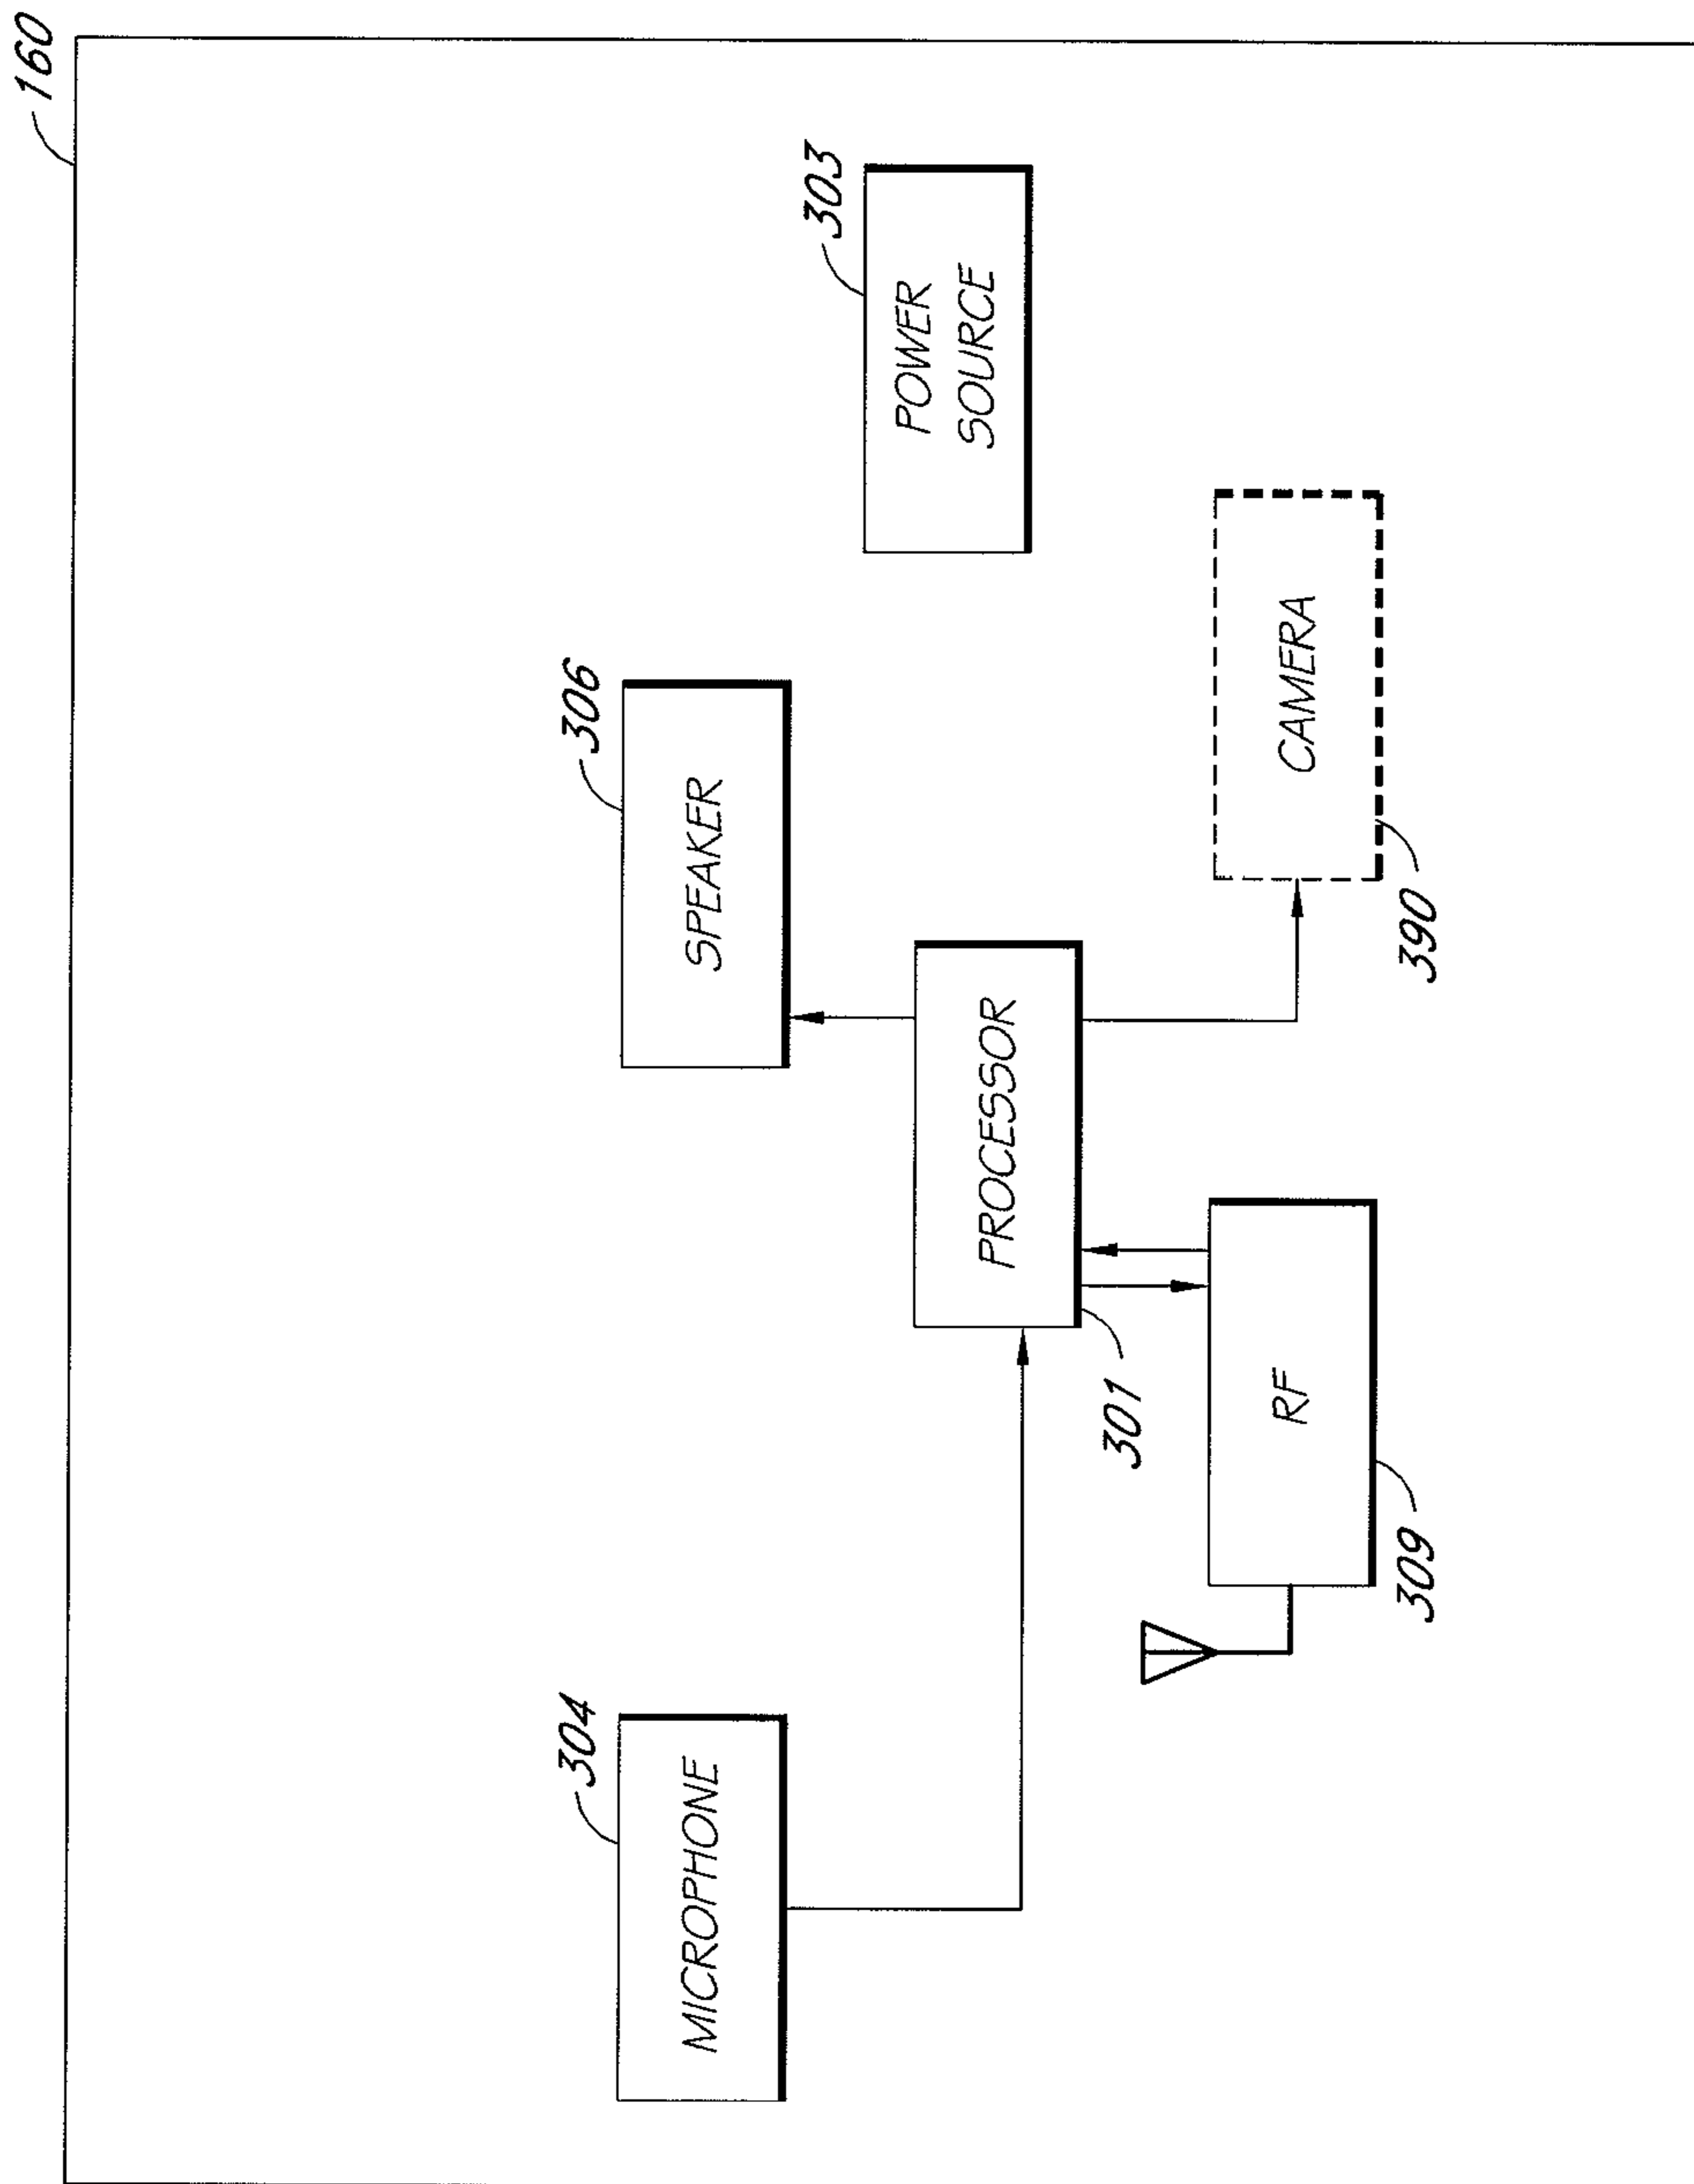 160
304
MICROPHONE
306
SPEAKER
303
POWER
SOURCE
PROCESSOR
301
RF
309
CAMERA
390